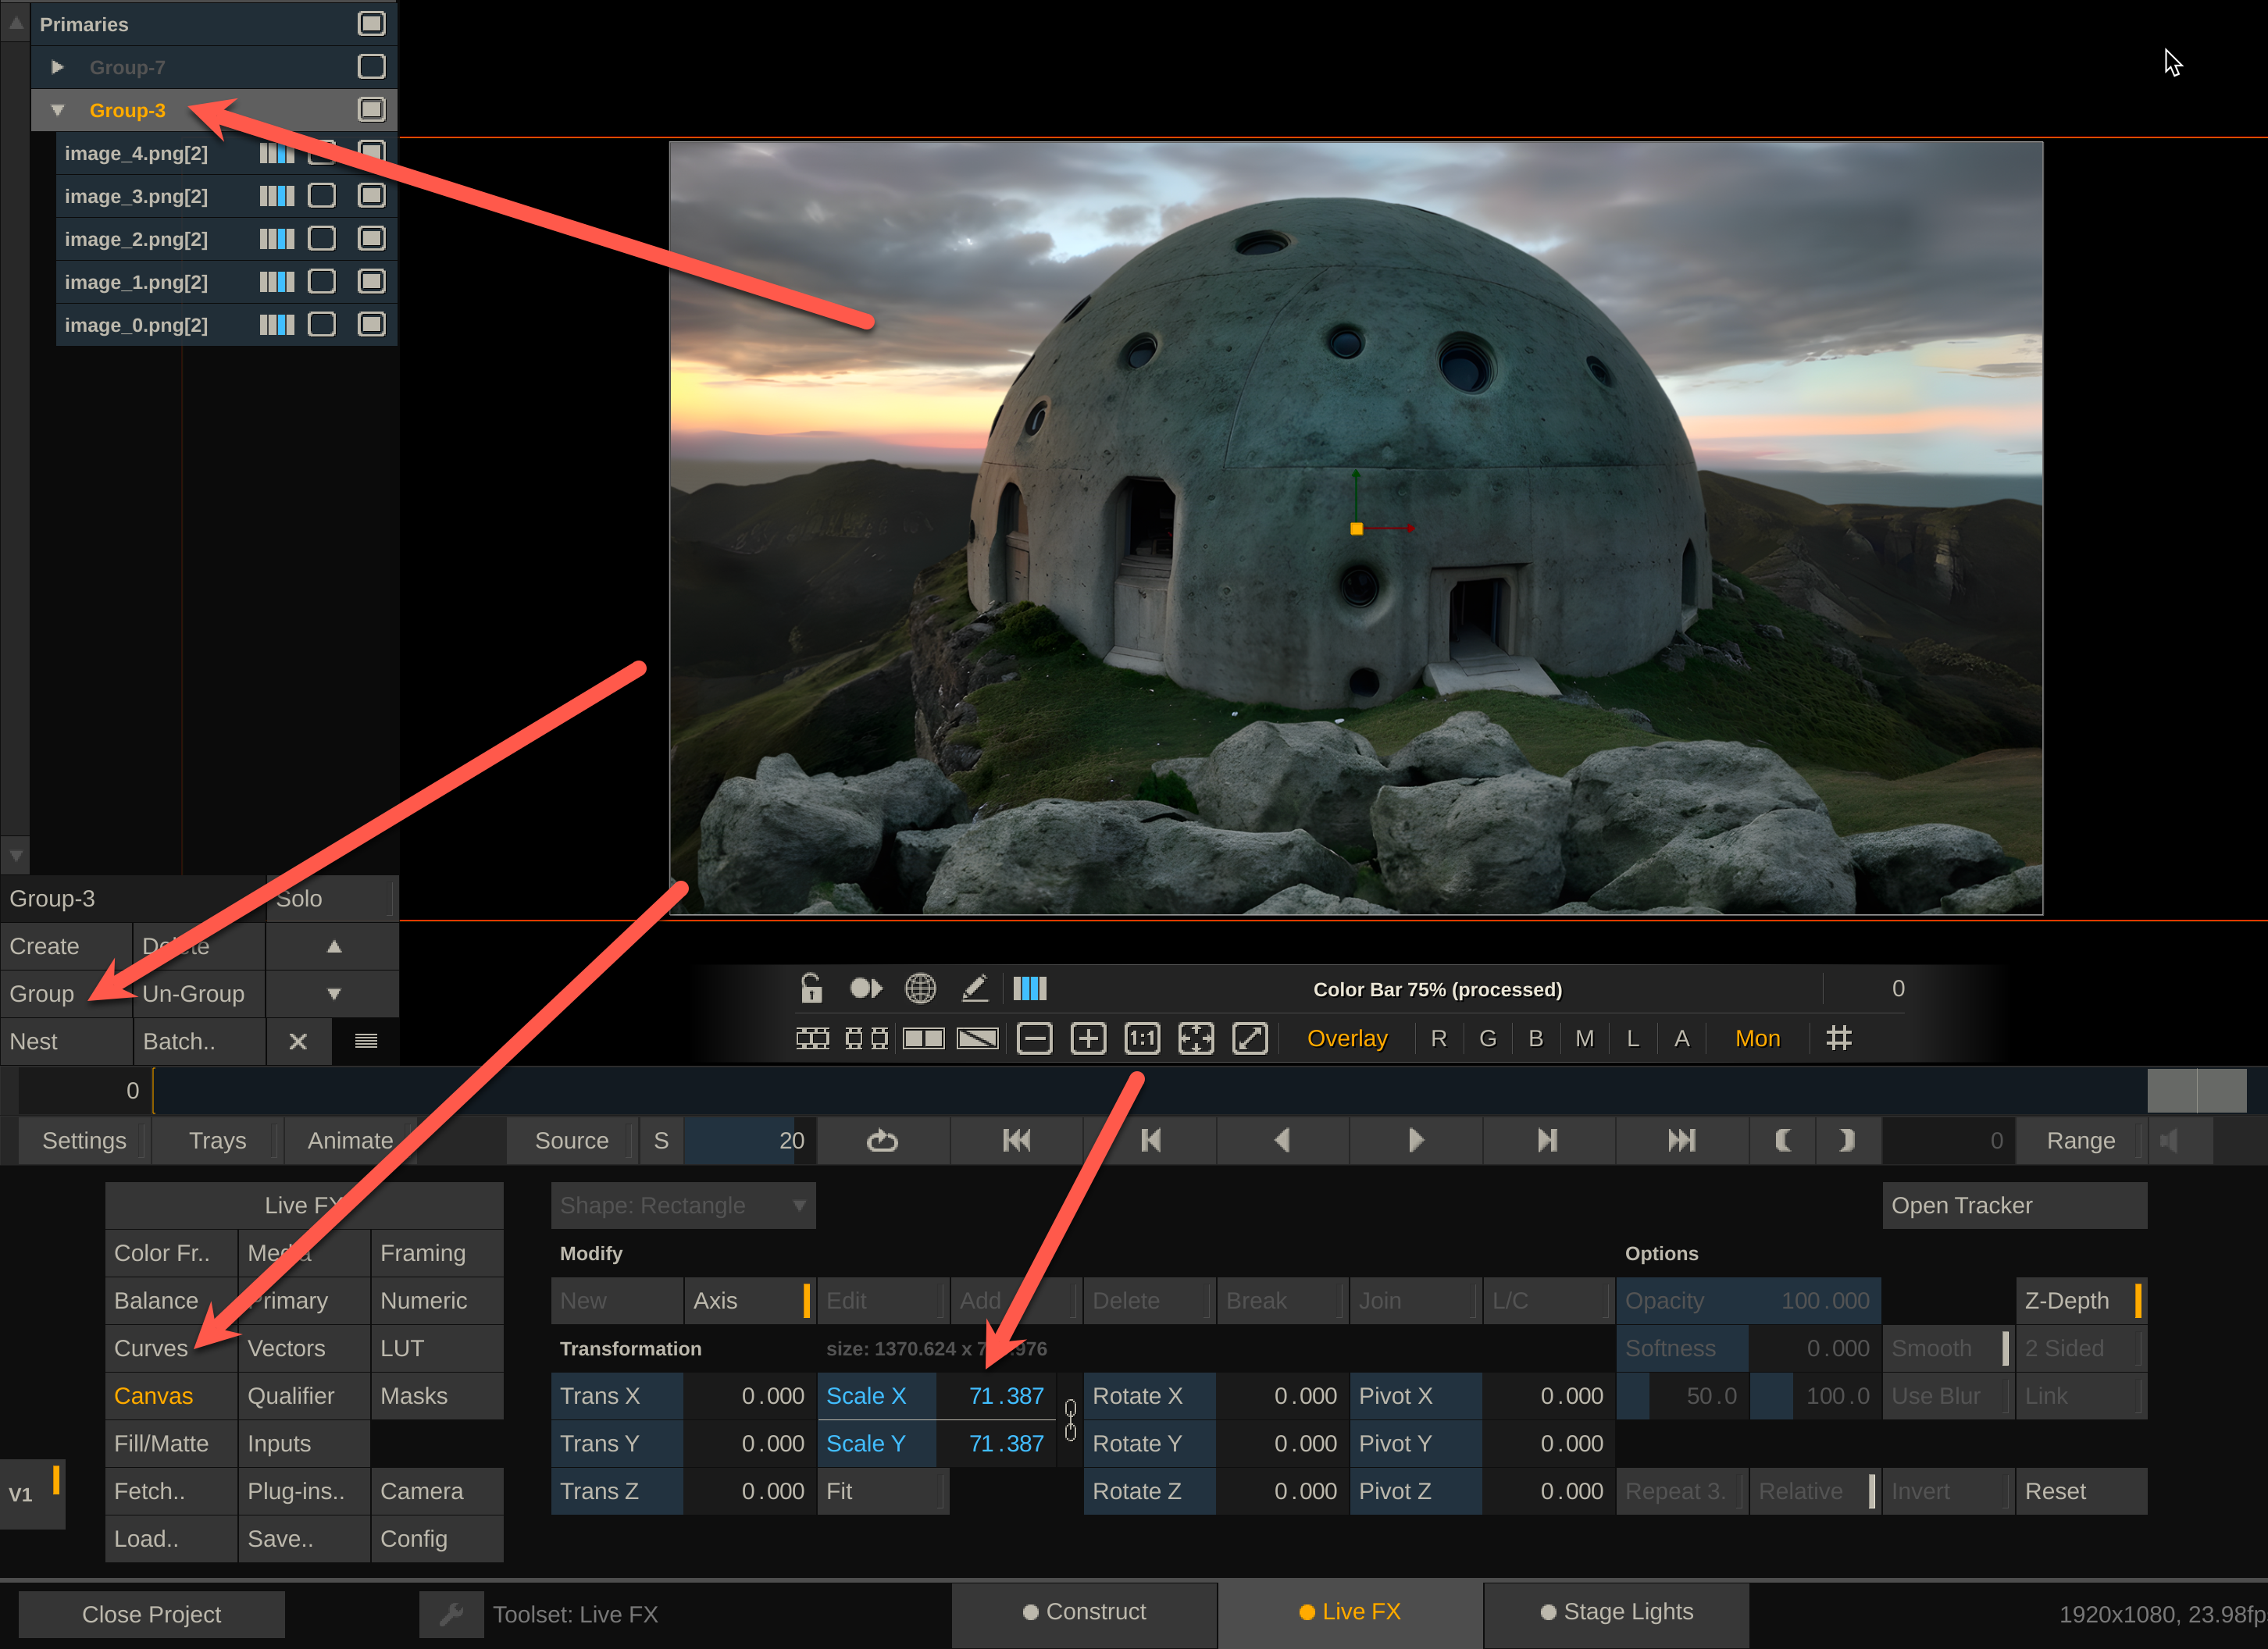 Primaries
Group-7
Group-3
image_4.png[2]
image_3.png[2]
image_2.png[2]
image_1.png[2]
image_0.png[2]
Group-3 Solo
Create Delete
Group Un-Group
Nest Batch..
Color Bar 75% (processed) 0
1:1 Overlay R G B M L A Mon
0
Settings Trays Animate Source S 20 0 Range
Live FX Shape: Rectangle Open Tracker
Color Fr.. Media Framing Modify Options
Balance Primary Numeric New Axis Edit Add Delete Break Join L/C Opacity 100.000 Z-Depth
Curves Vectors LUT Transformation size: 1370.624 x Softness 0.000 Smooth 2 Sided
Canvas Qualifier Masks Trans X 0.000 Scale X 71.387 Rotate X 0.000 Pivot X 0.000 50.0 100.0 Use Blur Link
Fill/Matte Inputs Trans Y 0.000 Scale Y 71.387 Rotate Y 0.000 Pivot Y 0.000
V1 Fetch.. Plug-ins.. Camera Trans Z 0.000 Fit Rotate Z 0.000 Pivot Z 0.000 Repeat 3. Relative Invert Reset
Load.. Save.. Config
Close Project Toolset: Live FX Construct Live FX Stage Lights 1920x1080, 23.98fp